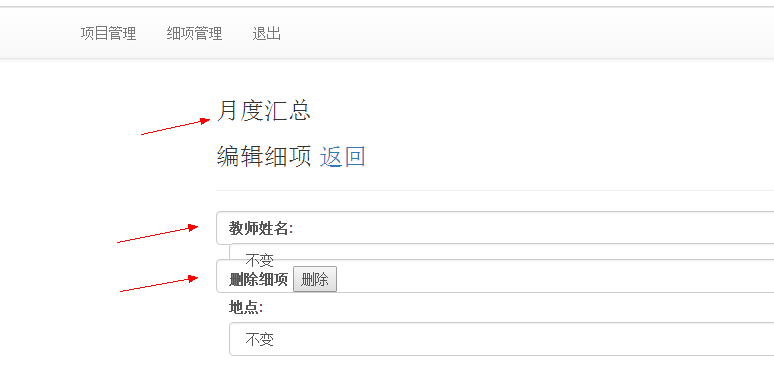 项目管理 细项管理 退出
月度汇总
编辑细项 返回
教师姓名:
不变
删除细项 删除
地点:
不变